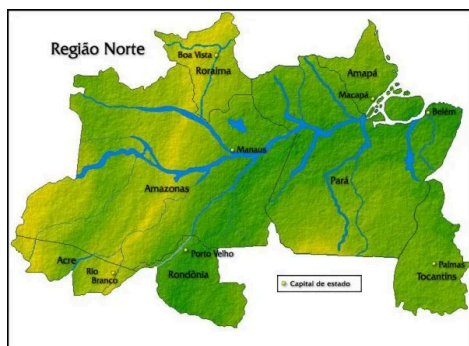 Região Norte
Boa Vista
Roraima
Amapá
Macapá
Belém
Manaus
Amazonas
Pará
Acre
Rio
Branco
Porto Velho
Rondônia
Palmas
Tocantins
Capital de estado